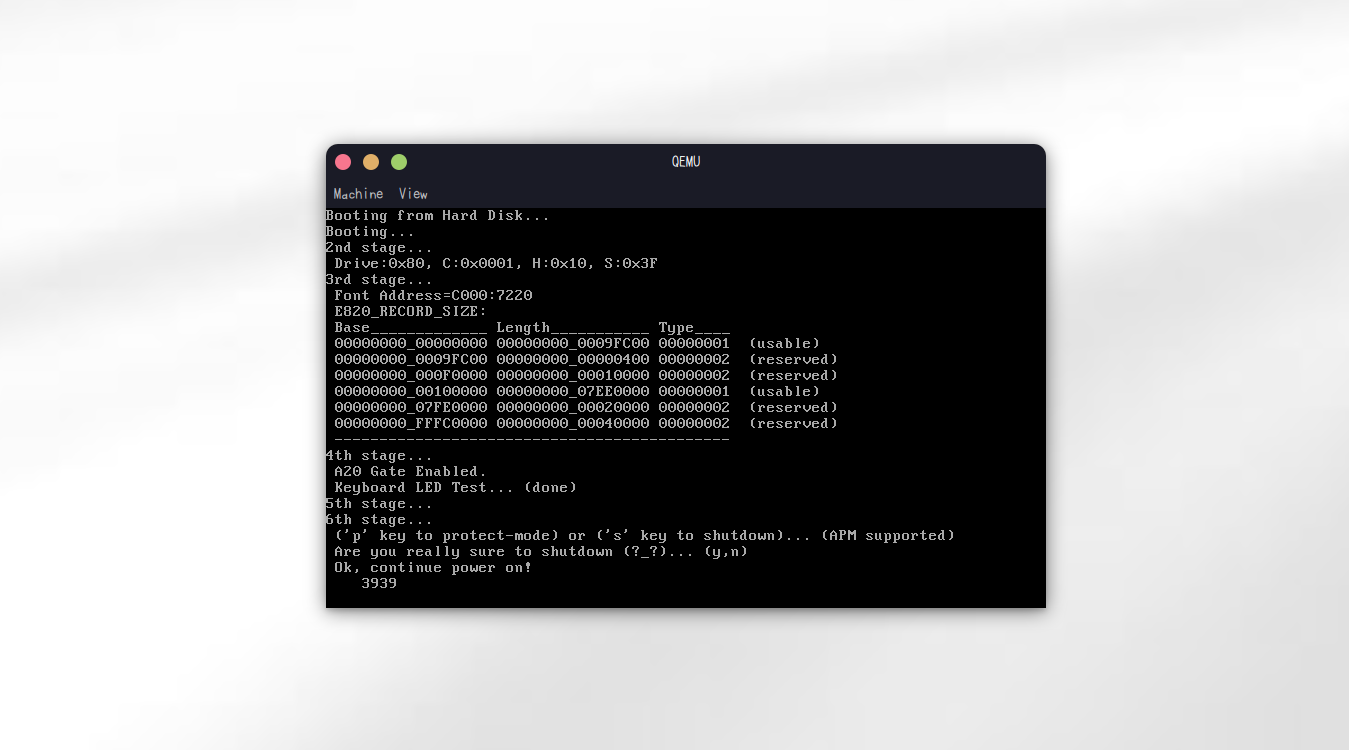 QEMU
Machine View
Booting from Hard Disk...
Booting...
2nd stage...
 Drive:0x80, C:0x0001, H:0x10, S:0x3F
3rd stage...
 Font Address=C000:7220
 E820_RECORD_SIZE:
 Base_____________ Length___________ Type____
 00000000_00000000 00000000_0009FC00 00000001  (usable)
 00000000_0009FC00 00000000_00000400 00000002  (reserved)
 00000000_000F0000 00000000_00010000 00000002  (reserved)
 00000000_00100000 00000000_07EE0000 00000001  (usable)
 00000000_07FE0000 00000000_00020000 00000002  (reserved)
 00000000_FFFC0000 00000000_00040000 00000002  (reserved)
 --------------------------------------------
4th stage...
 A20 Gate Enabled.
 Keyboard LED Test... (done)
5th stage...
6th stage...
 ('p' key to protect-mode) or ('s' key to shutdown)... (APM supported)
 Are you really sure to shutdown (?_?)... (y,n)
 Ok, continue power on!
    3939